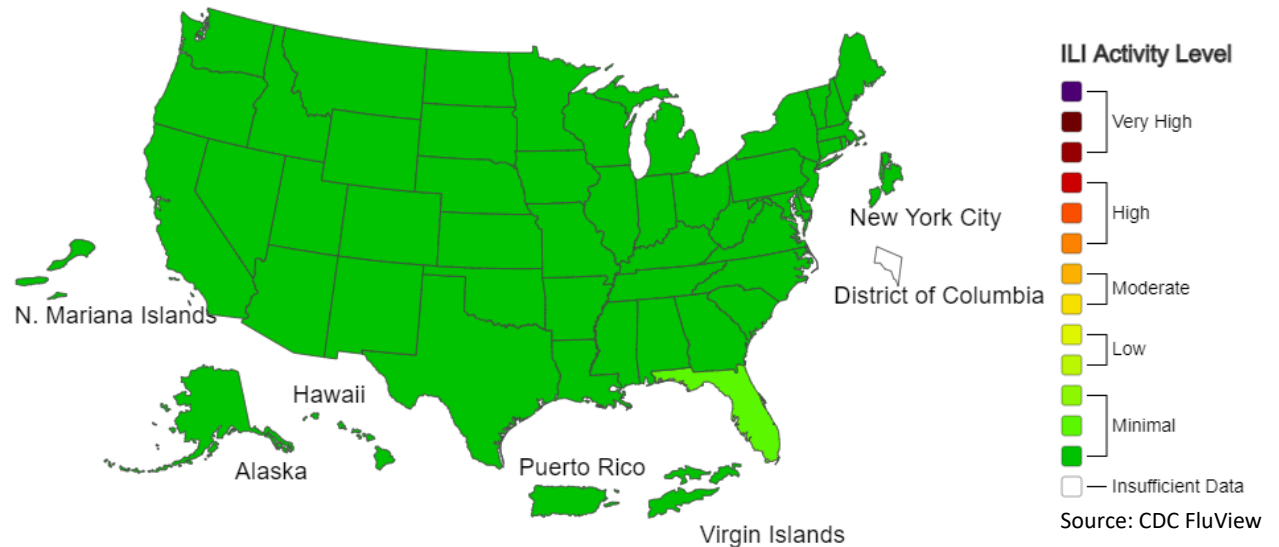 ILI Activity Level
Very High
High
Moderate
Low
Minimal
Insufficient Data
Source: CDC FluView
New York City
District of Columbia
N. Mariana Islands
Hawaii
Alaska
Puerto Rico
Virgin Islands